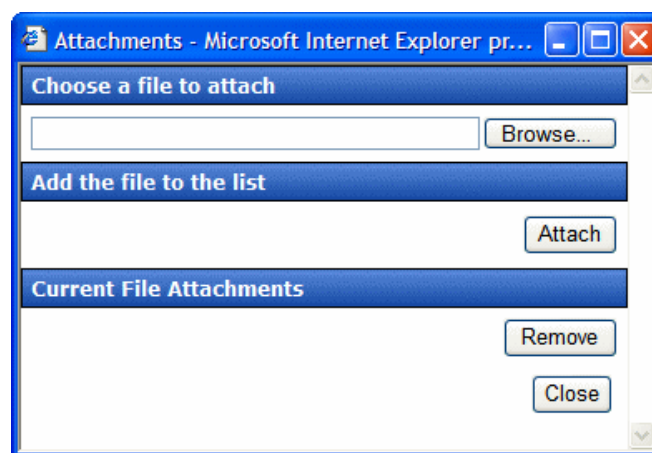 Attachments - Microsoft Internet Explorer pr...
Choose a file to attach
Browse...
Add the file to the list
Attach
Current File Attachments
Remove
Close